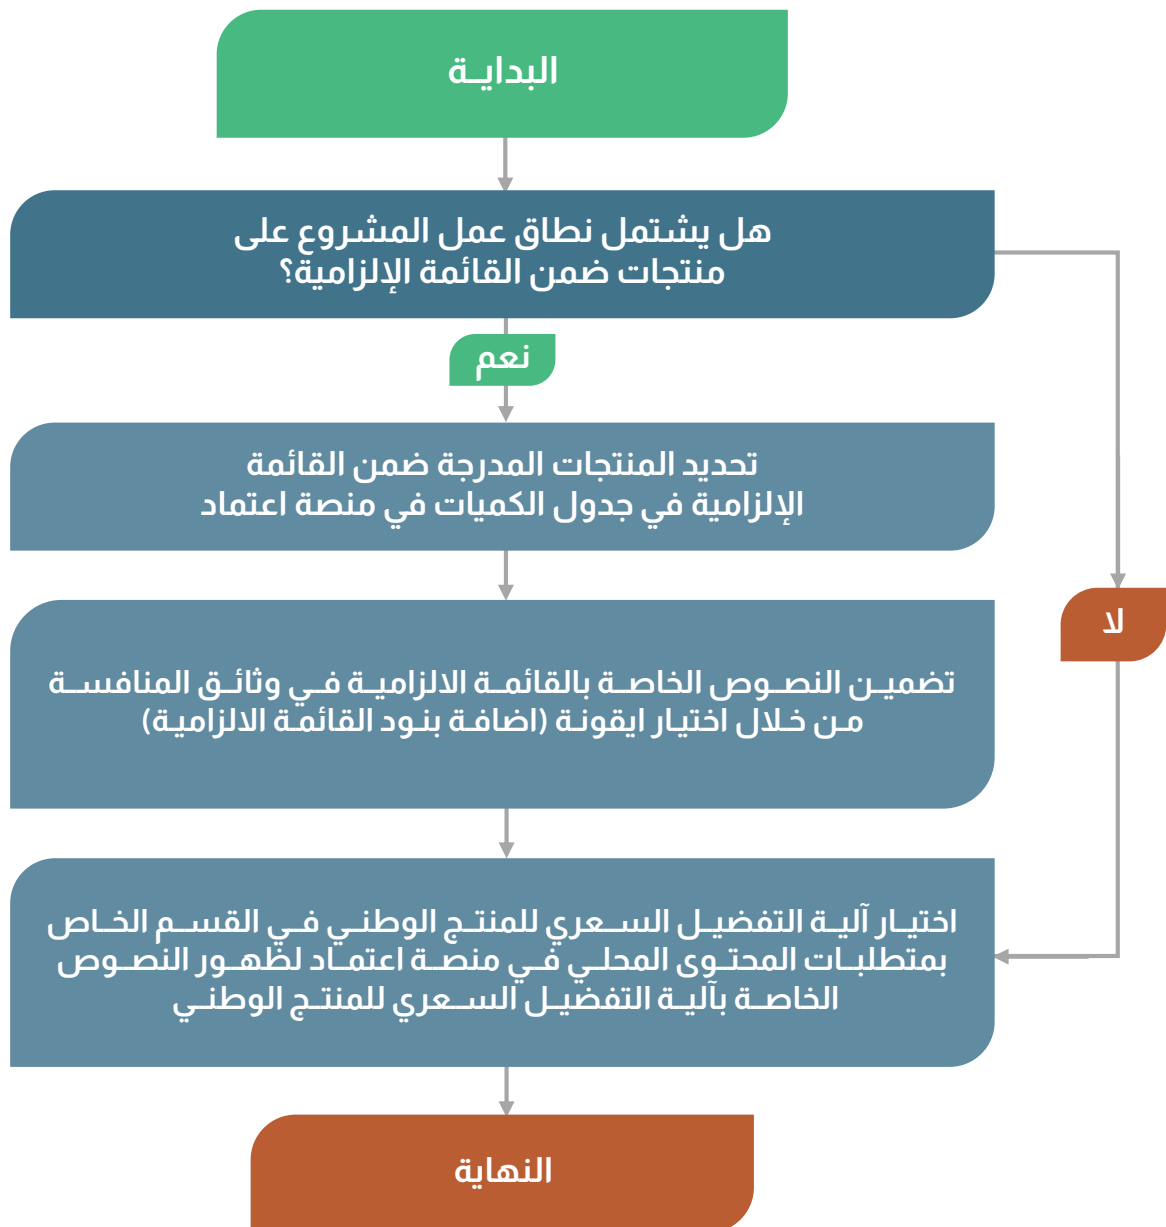 البدايــة
هل يشتمل نطاق عمل المشروع على
منتجات ضمن القائمة الإلزامية؟
نعم
تحديد المنتجات المدرجة ضمن القائمة
الإلزامية في جدول الكميات في منصة اعتماد
لا
تضميـن النصـوص الخاصـة بالقائمـة الالزاميـة فـي وثائـق المنافسـة
مـن خـلال اختيـار ايقونـة (اضافـة بنـود القائمـة الالزاميـة)
اختيـار آليـة التفضيـل السـعري للمنتـج الوطنـي فـي القسـم الخـاص
بمتطلبـات المحتـوى المحلـي فـي منصـة اعتمـاد لظهـور النصـوص
الخاصـة بآليـة التفضيـل السـعري للمنتـج الوطنـي
النهاية